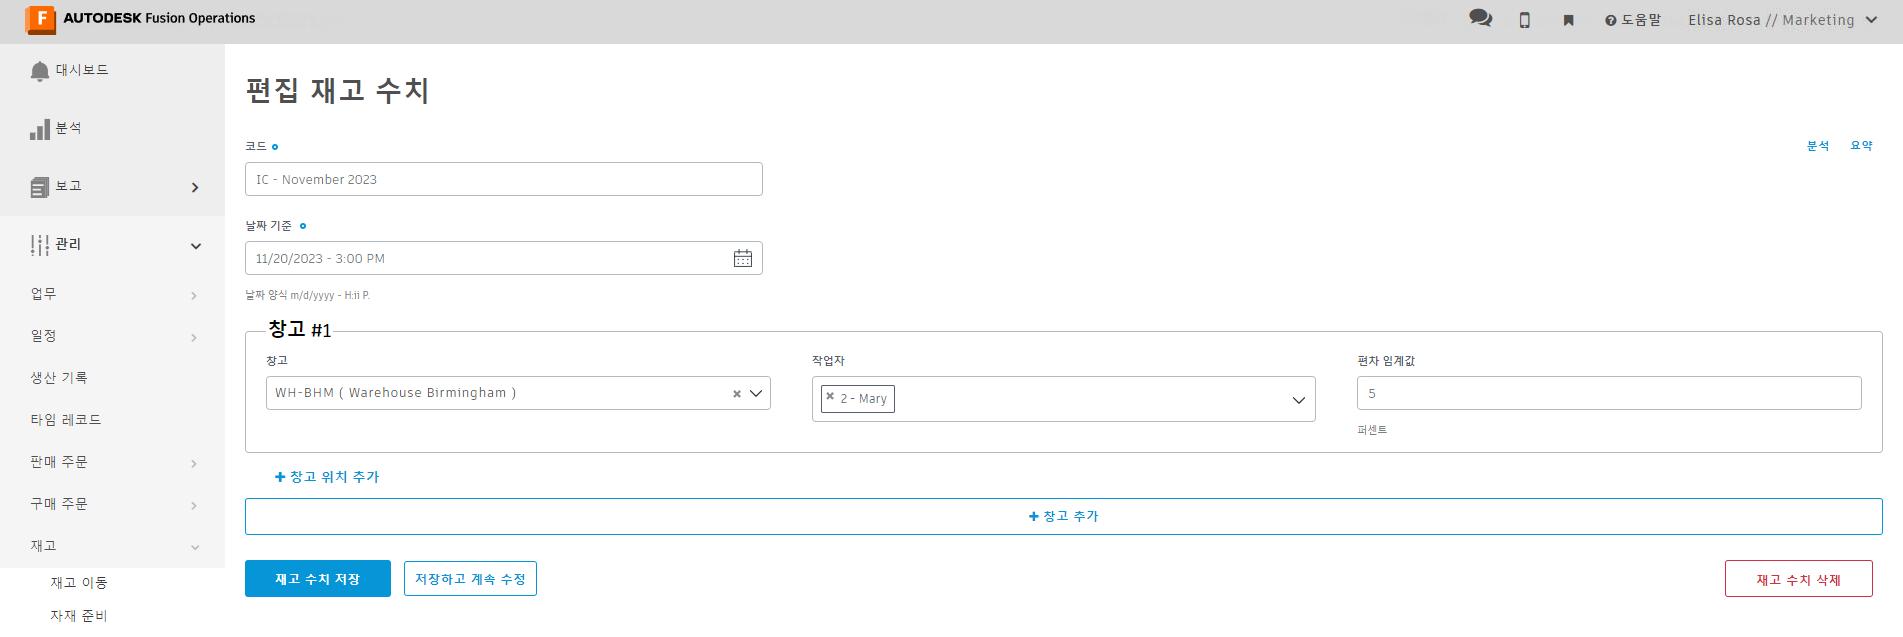 AUTODESK Fusion Operations
도움말
Elisa Rosa // Marketing
대시보드
분석
보고
관리
업무
일정
생산 기록
타임 레코드
판매 주문
구매 주문
재고
재고 이동
자재 준비
편집 재고 수치
분석 요약
코드
IC - November 2023
날짜 기준
11/20/2023 - 3:00 PM
날짜 양식 m/d/yyyy - H:ii P.
창고 #1
창고
WH-BHM ( Warehouse Birmingham )
작업자
2 - Mary
편차 임계값
5
퍼센트
창고 위치 추가
창고 추가
재고 수치 저장
저장하고 계속 수정
재고 수치 삭제